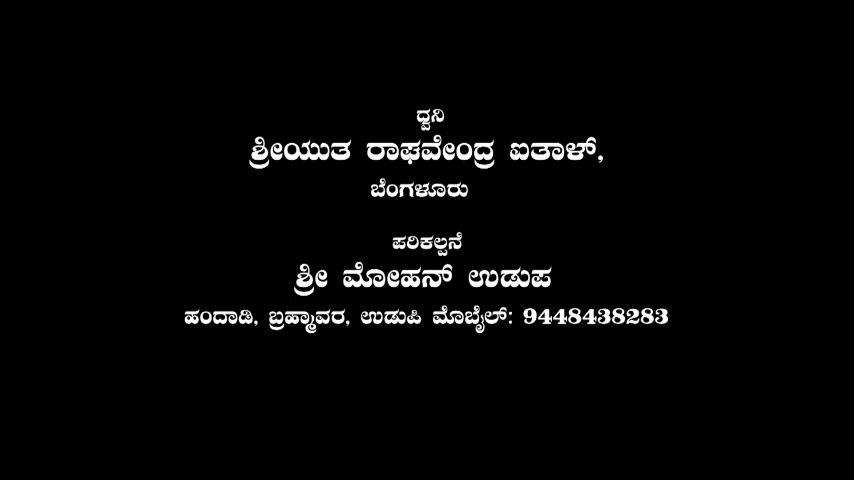 ಧ್ವನಿ
ಶ್ರೀಯುತ ರಾಘವೇಂದ್ರ ಐತಾಳ್,
ಬೆಂಗಳೂರು
ಪರಿಕಲ್ಪನೆ
ಶ್ರೀ ಮೋಹನ್ ಉಡುಪ
ಹಂದಾಡಿ, ಬ್ರಹ್ಮಾವರ, ಉಡುಪಿ ಮೊಬೈಲ್: 9448438283